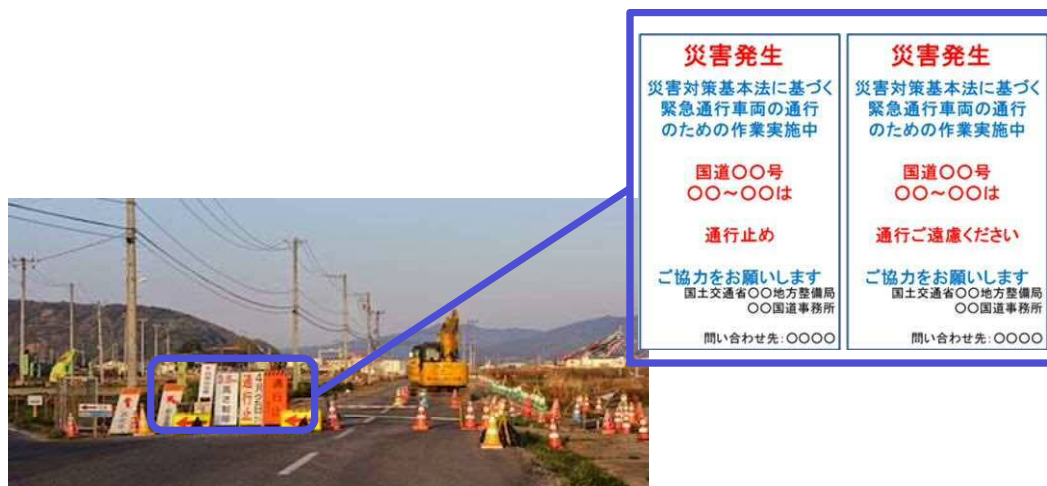 災害発生
災害対策基本法に基づく
緊急通行車両の通行
のための作業実施中
国道〇〇号
〇〇～〇〇は
通行止め
ご協力をお願いします
国土交通省〇〇地方整備局
〇〇国道事務所
問い合わせ先：〇〇〇〇
災害発生
災害対策基本法に基づく
緊急通行車両の通行
のための作業実施中
国道〇〇号
〇〇～〇〇は
通行ご遠慮ください
ご協力をお願いします
国土交通省〇〇地方整備局
〇〇国道事務所
問い合わせ先：〇〇〇〇
通行止
通行止